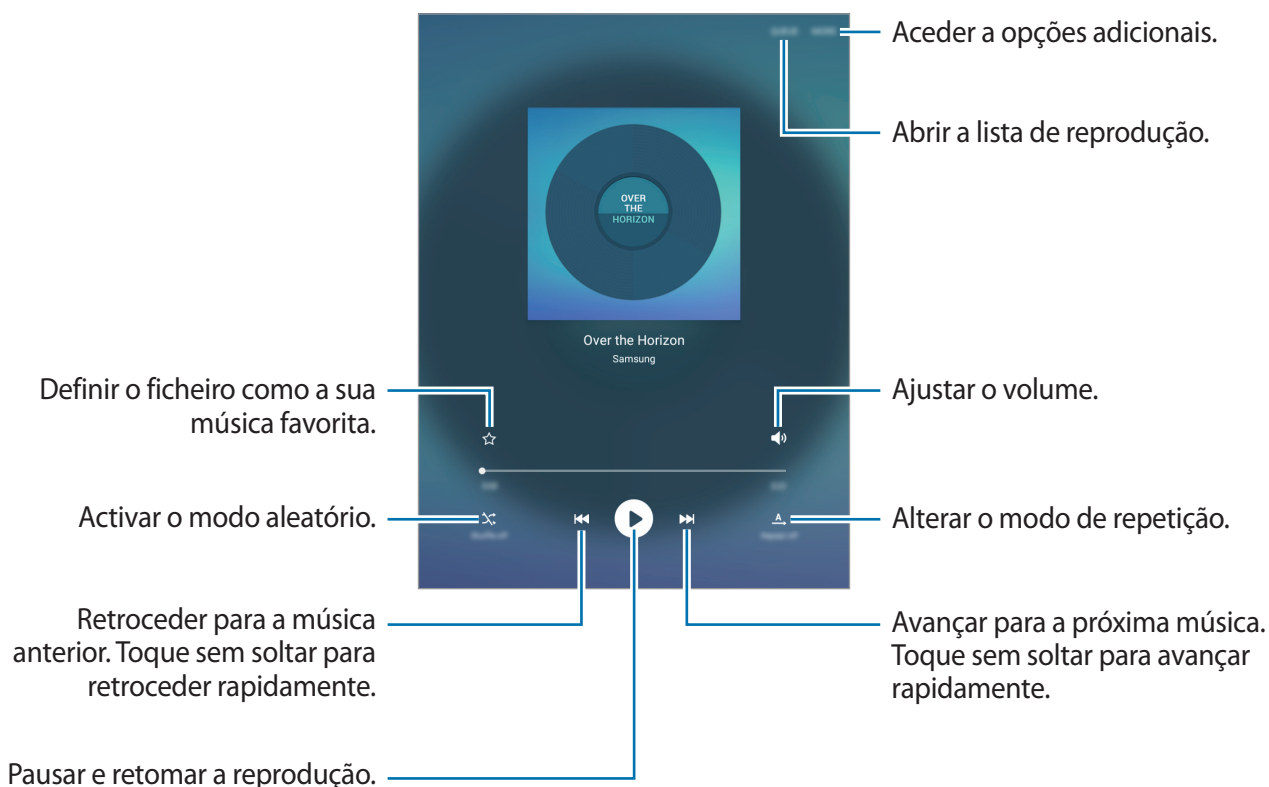 Aceder a opções adicionais.
Abrir a lista de reprodução.
OVER
THE
HORIZON
Over the Horizon
Samsung
Definir o ficheiro como a sua
música favorita.
Ajustar o volume.
Activar o modo aleatório.
Alterar o modo de repetição.
Retroceder para a música
anterior. Toque sem soltar para
retroceder rapidamente.
Avançar para a próxima música.
Toque sem soltar para avançar
rapidamente.
Pausar e retomar a reprodução.